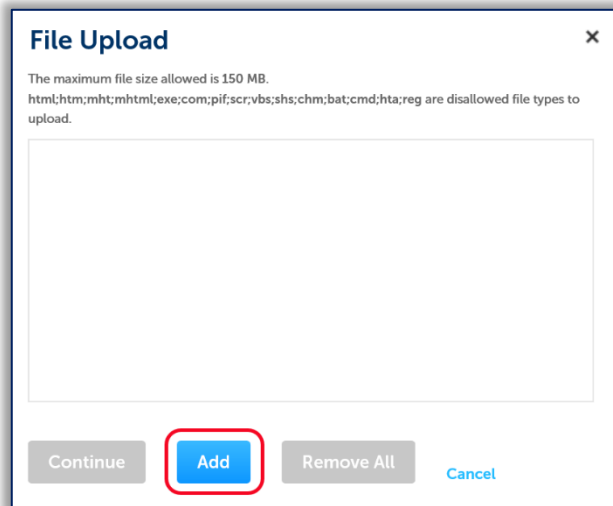 File Upload
×
The maximum file size allowed is 150 MB.
html;htm;mht;mhtml;exe;com;pif;scr;vbs;shs;chm;bat;cmd;hta;reg are disallowed file types to
upload.
Continue
Add
Remove All
Cancel